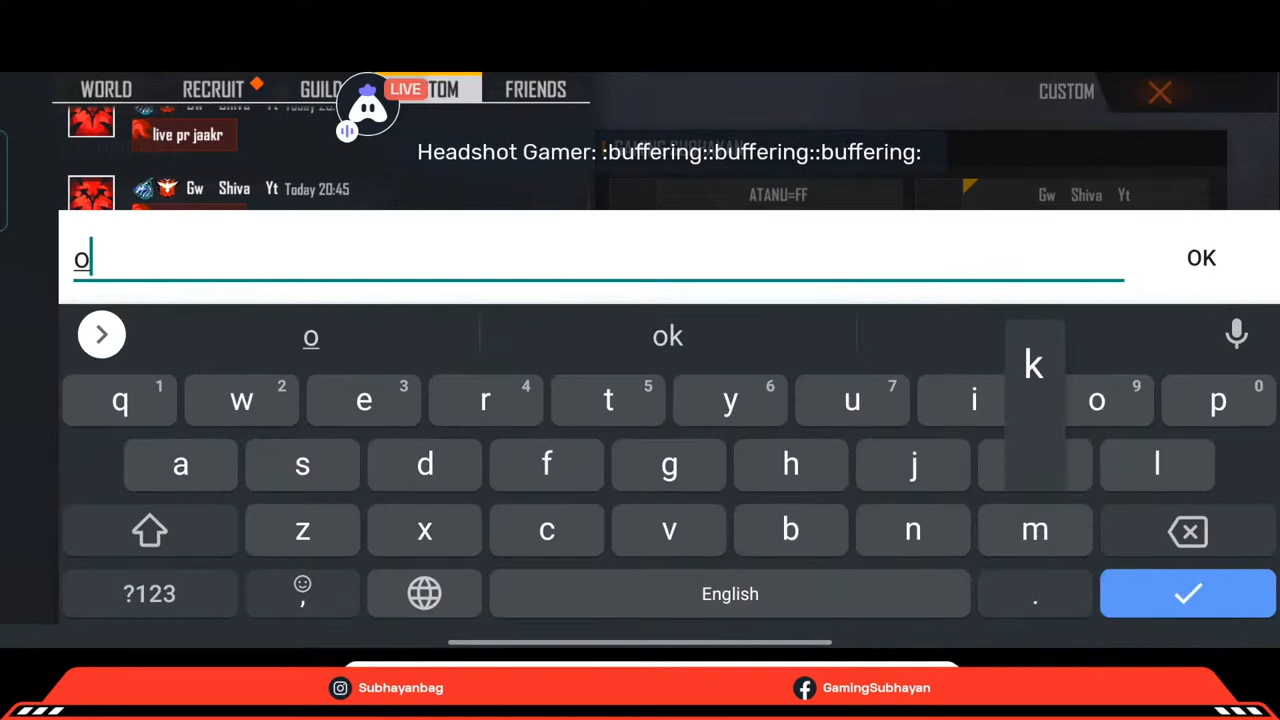 WORLD RECRUIT GUIL LIVE TOM FRIENDS CUSTOM
live pr jaakr
Headshot Gamer: :buffering::buffering::buffering:
Gw Shiva Yt Today 20:45
ATANU=FF Gw Shiva Yt
o OK
o ok k
q 1 w 2 e 3 r 4 t 5 y 6 u 7 i o 9 p 0
a s d f g h j l
z x c v b n m
?123 , English .
Subhayanbag GamingSubhayan